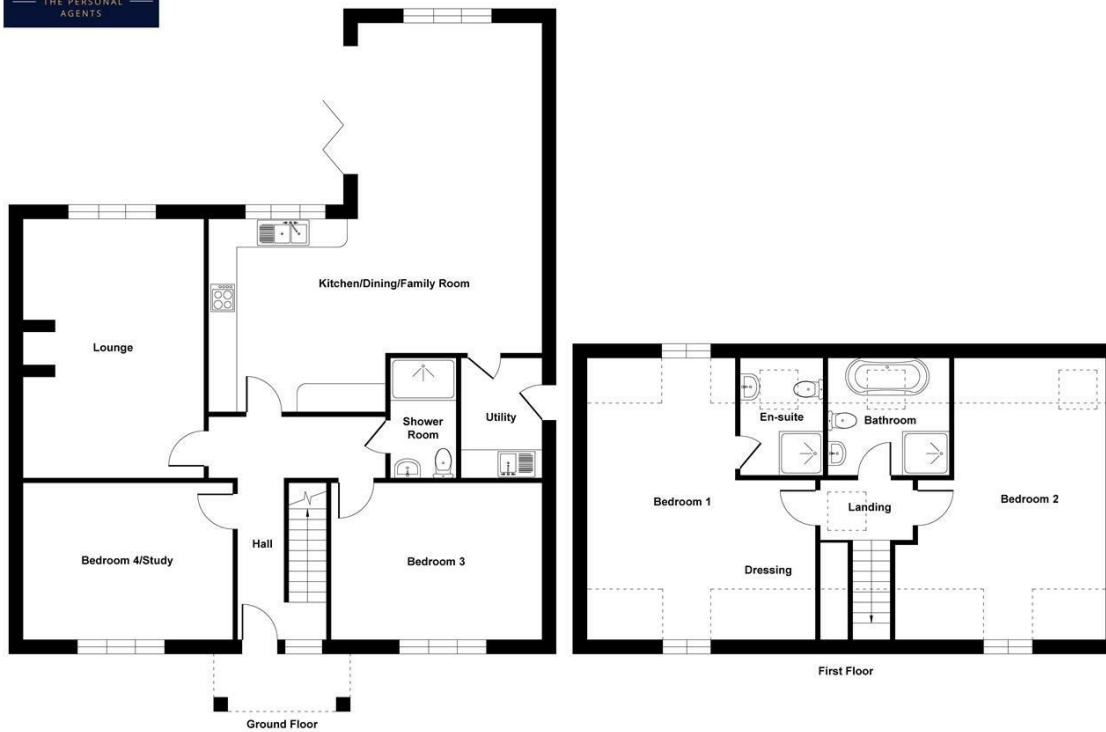 THE PERSONAL
AGENTS
Kitchen/Dining/Family Room
Lounge
Shower
Room
Utility
Bedroom 4/Study
Hall
Bedroom 3
Ground Floor
En-suite
Bathroom
Bedroom 1
Landing
Bedroom 2
Dressing
First Floor